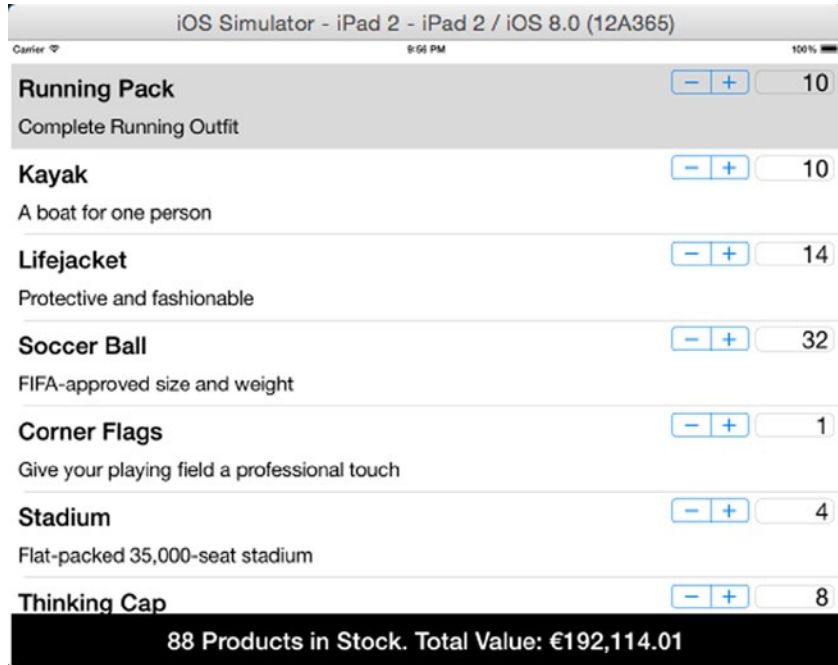 iOS Simulator - iPad 2 - iPad 2 / iOS 8.0 (12A365)
Carrier 9:56 PM 100%
Running Pack - + 10
Complete Running Outfit
Kayak - + 10
A boat for one person
Lifejacket - + 14
Protective and fashionable
Soccer Ball - + 32
FIFA-approved size and weight
Corner Flags - + 1
Give your playing field a professional touch
Stadium - + 4
Flat-packed 35,000-seat stadium
Thinking Cap - + 8
88 Products in Stock. Total Value: €192,114.01